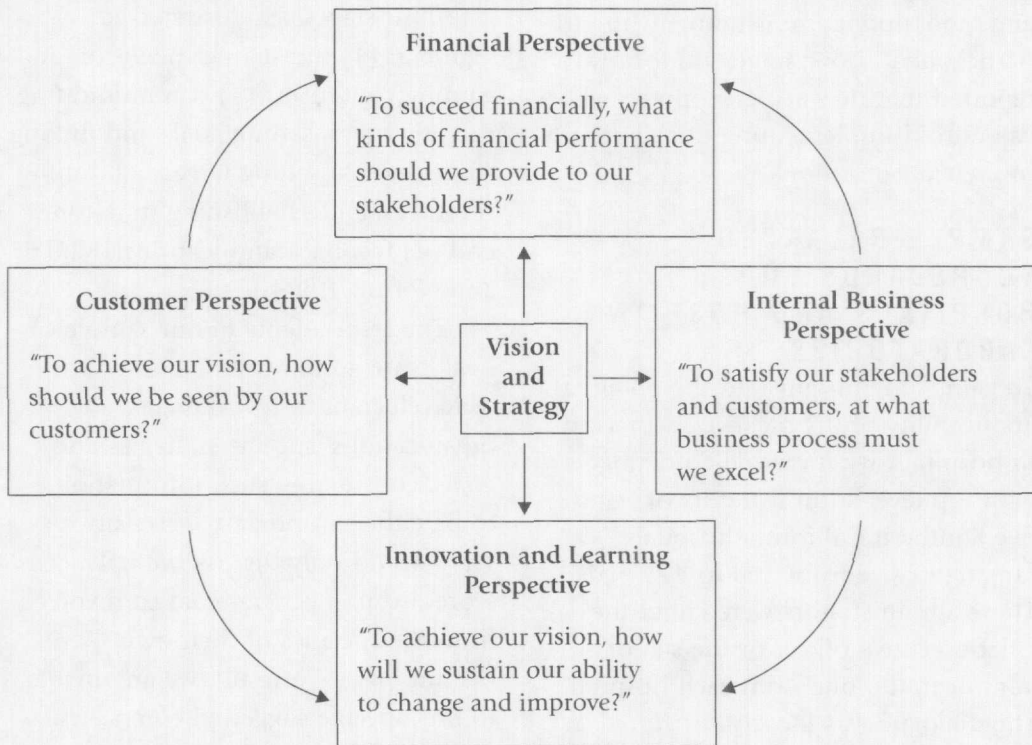 Financial Perspective
“To succeed financially, what
kinds of financial performance
should we provide to our
stakeholders?”
Customer Perspective
“To achieve our vision, how
should we be seen by our
customers?”
Vision
and
Strategy
Internal Business
Perspective
“To satisfy our stakeholders
and customers, at what
business process must
we excel?”
Innovation and Learning
Perspective
“To achieve our vision, how
will we sustain our ability
to change and improve?”